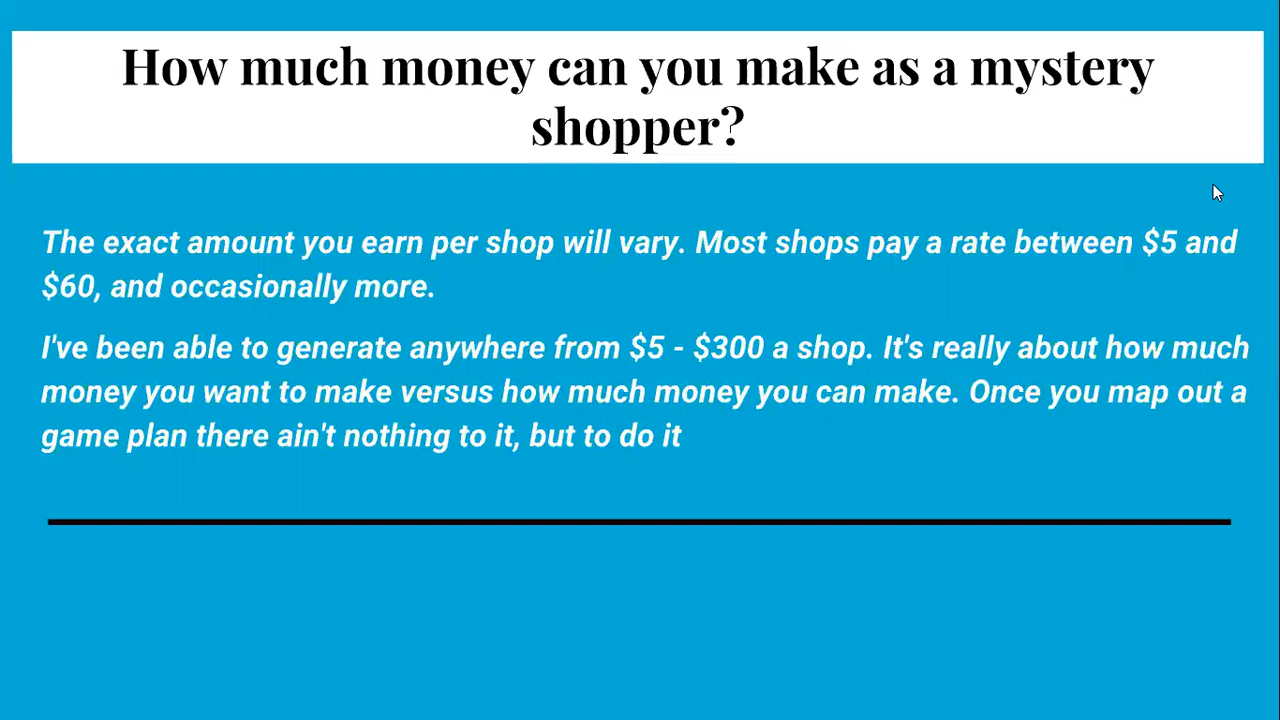 How much money can you make as a mystery
shopper?
The exact amount you earn per shop will vary. Most shops pay a rate between $5 and
$60, and occasionally more.
I've been able to generate anywhere from $5 - $300 a shop. It's really about how much
money you want to make versus how much money you can make. Once you map out a
game plan there ain't nothing to it, but to do it